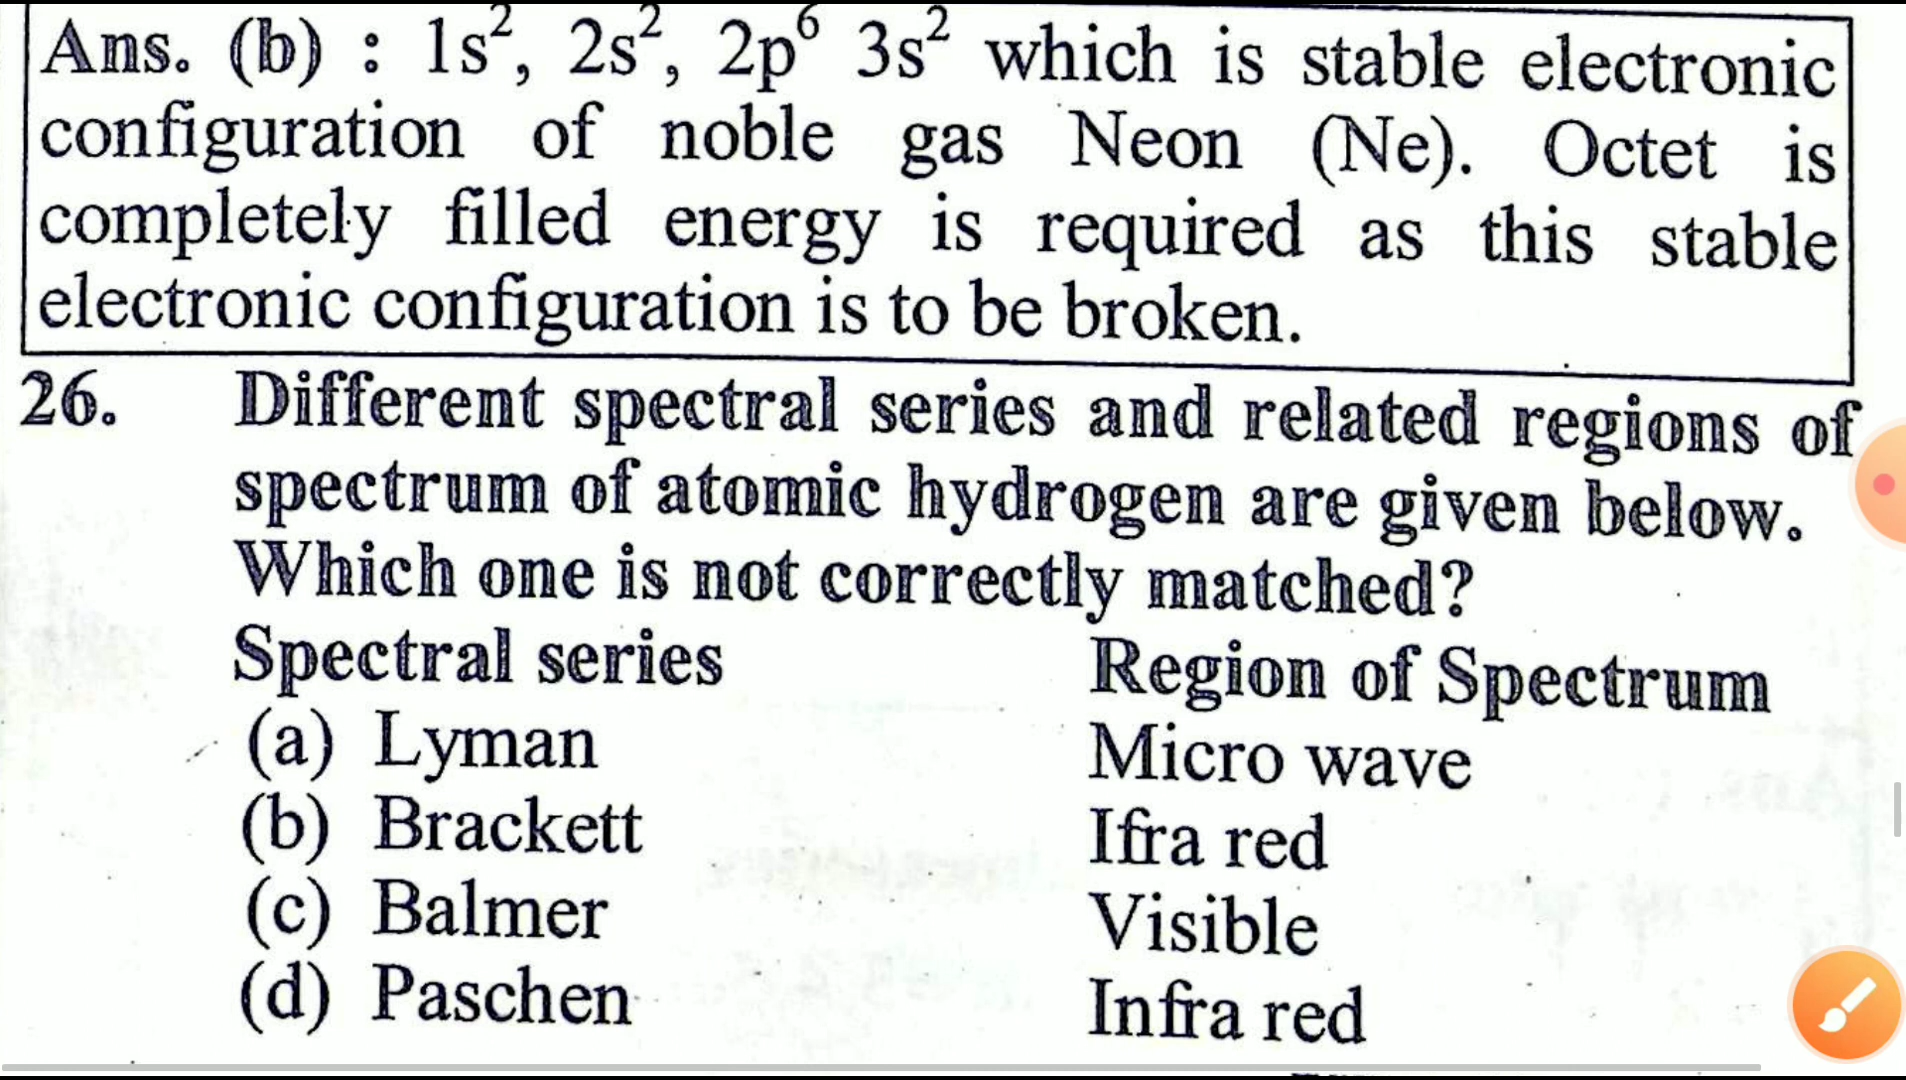 Ans. (b) : 1s², 2s², 2p⁶ 3s² which is stable electronic
configuration of noble gas Neon (Ne). Octet is
completely filled energy is required as this stable
electronic configuration is to be broken.
26. Different spectral series and related regions of
spectrum of atomic hydrogen are given below.
Which one is not correctly matched?
Spectral series Region of Spectrum
(a) Lyman Micro wave
(b) Brackett Ifra red
(c) Balmer Visible
(d) Paschen Infra red